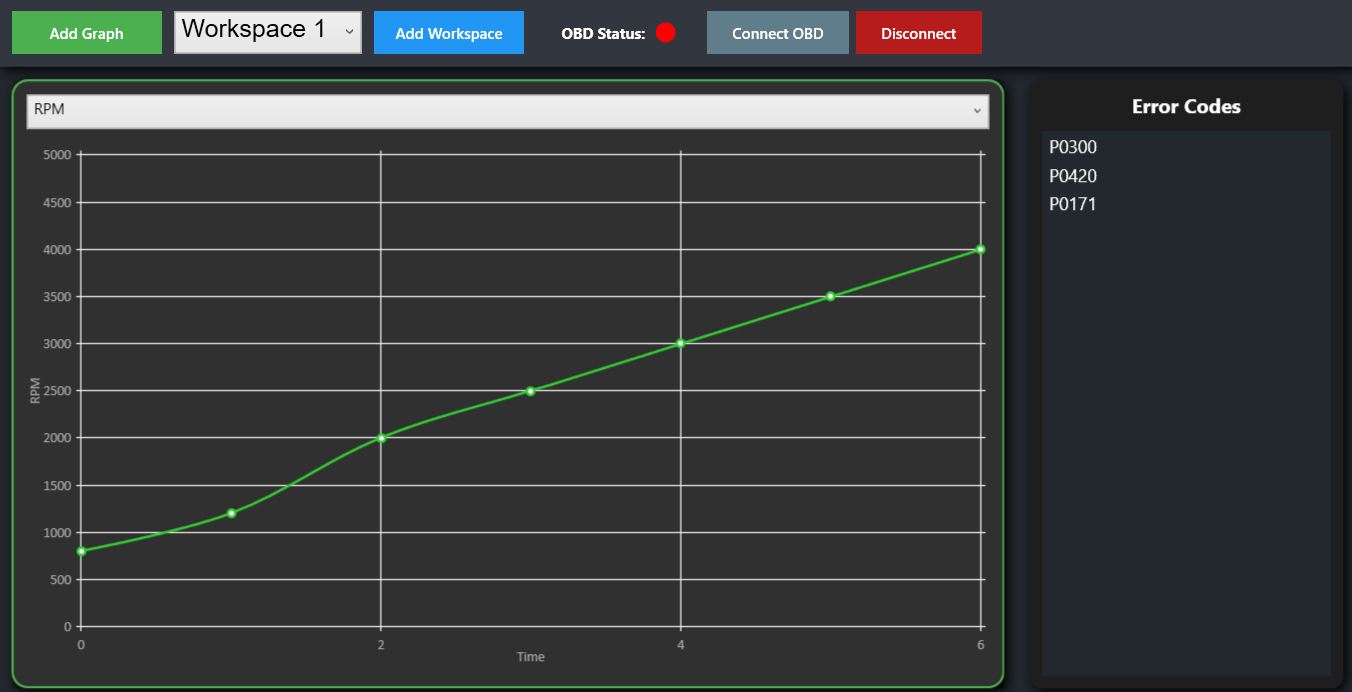 Add Graph Workspace 1 Add Workspace OBD Status: Connect OBD Disconnect
RPM
5000
4500
4000
3500
3000
2500
2000
1500
1000
500
0
RPM
0 2 4 6
Time
Error Codes
P0300
P0420
P0171